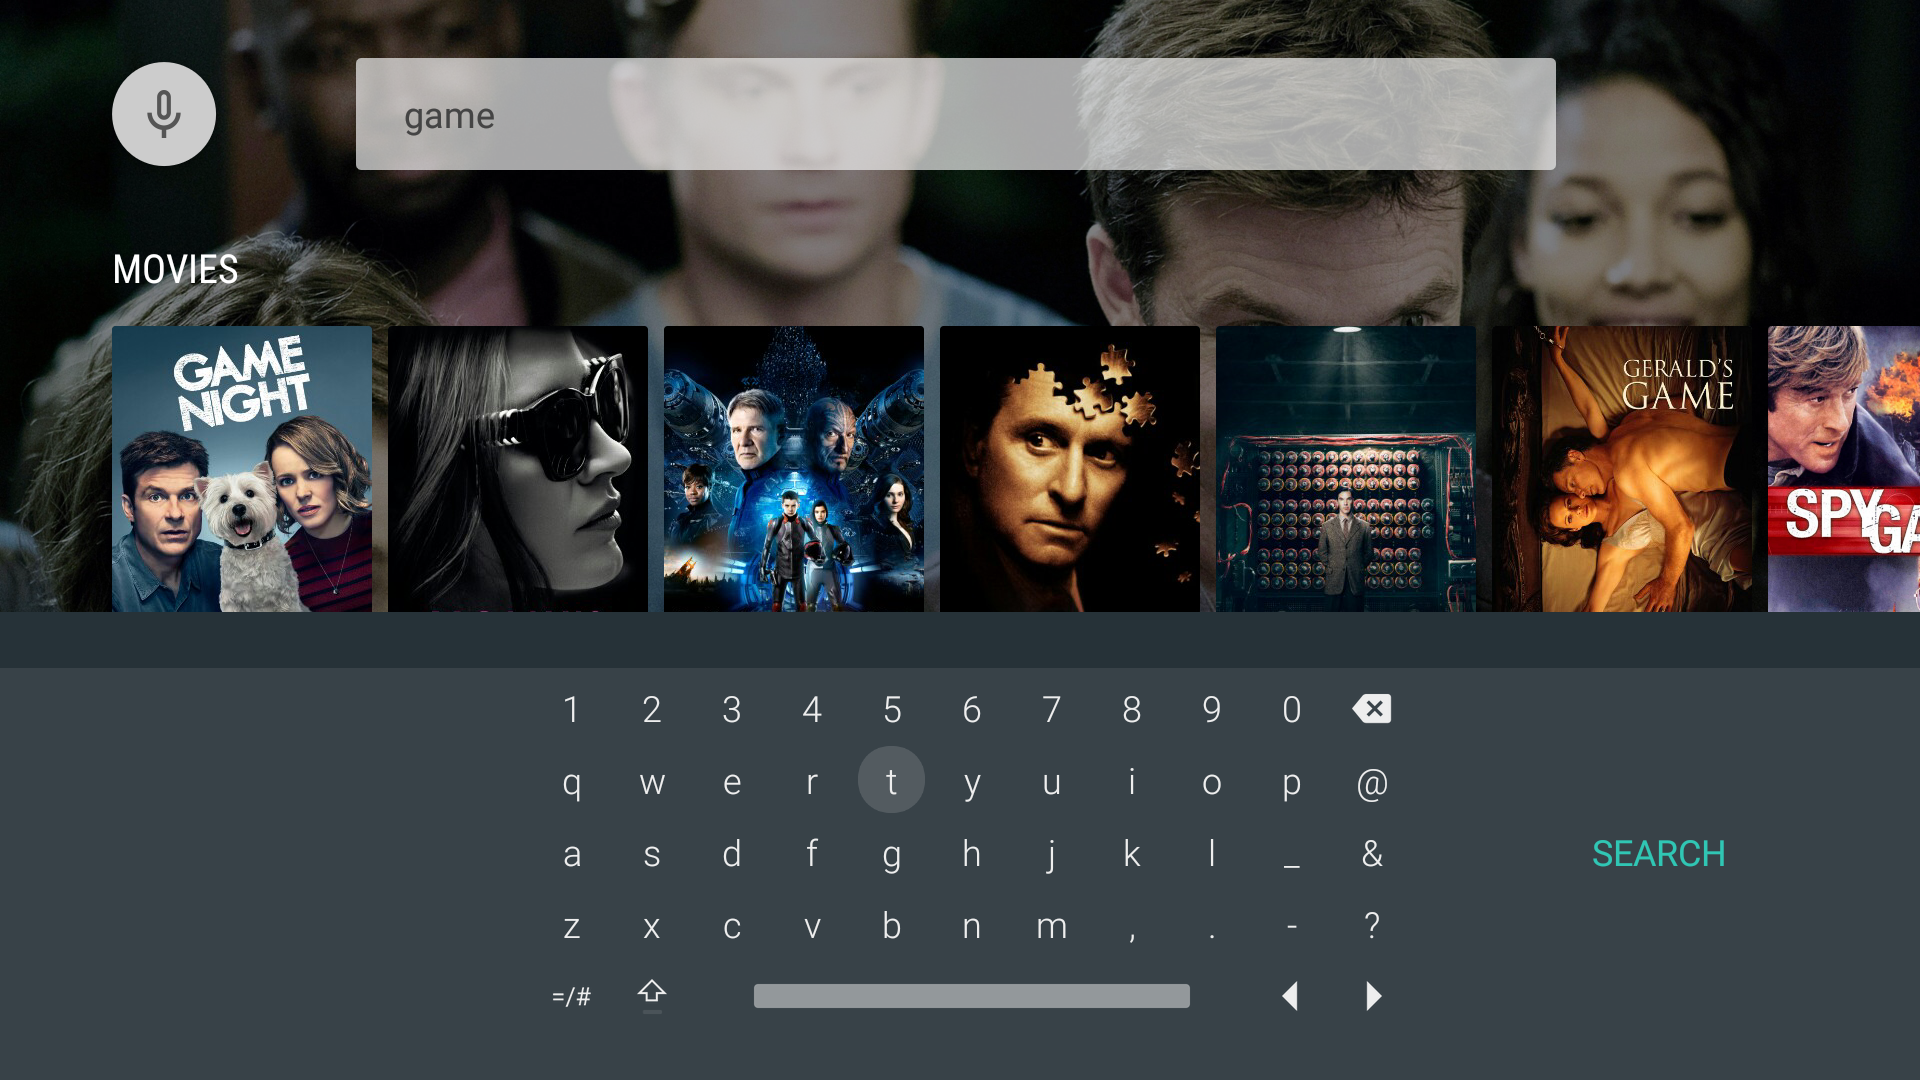 game
MOVIES
GAME
NIGHT
GERALD'S
GAME
SPY
GA
1 2 3 4 5 6 7 8 9 0
q w e r t y u i o p @
a s d f g h j k l _ &
SEARCH
z x c v b n m , . - ?
=/#